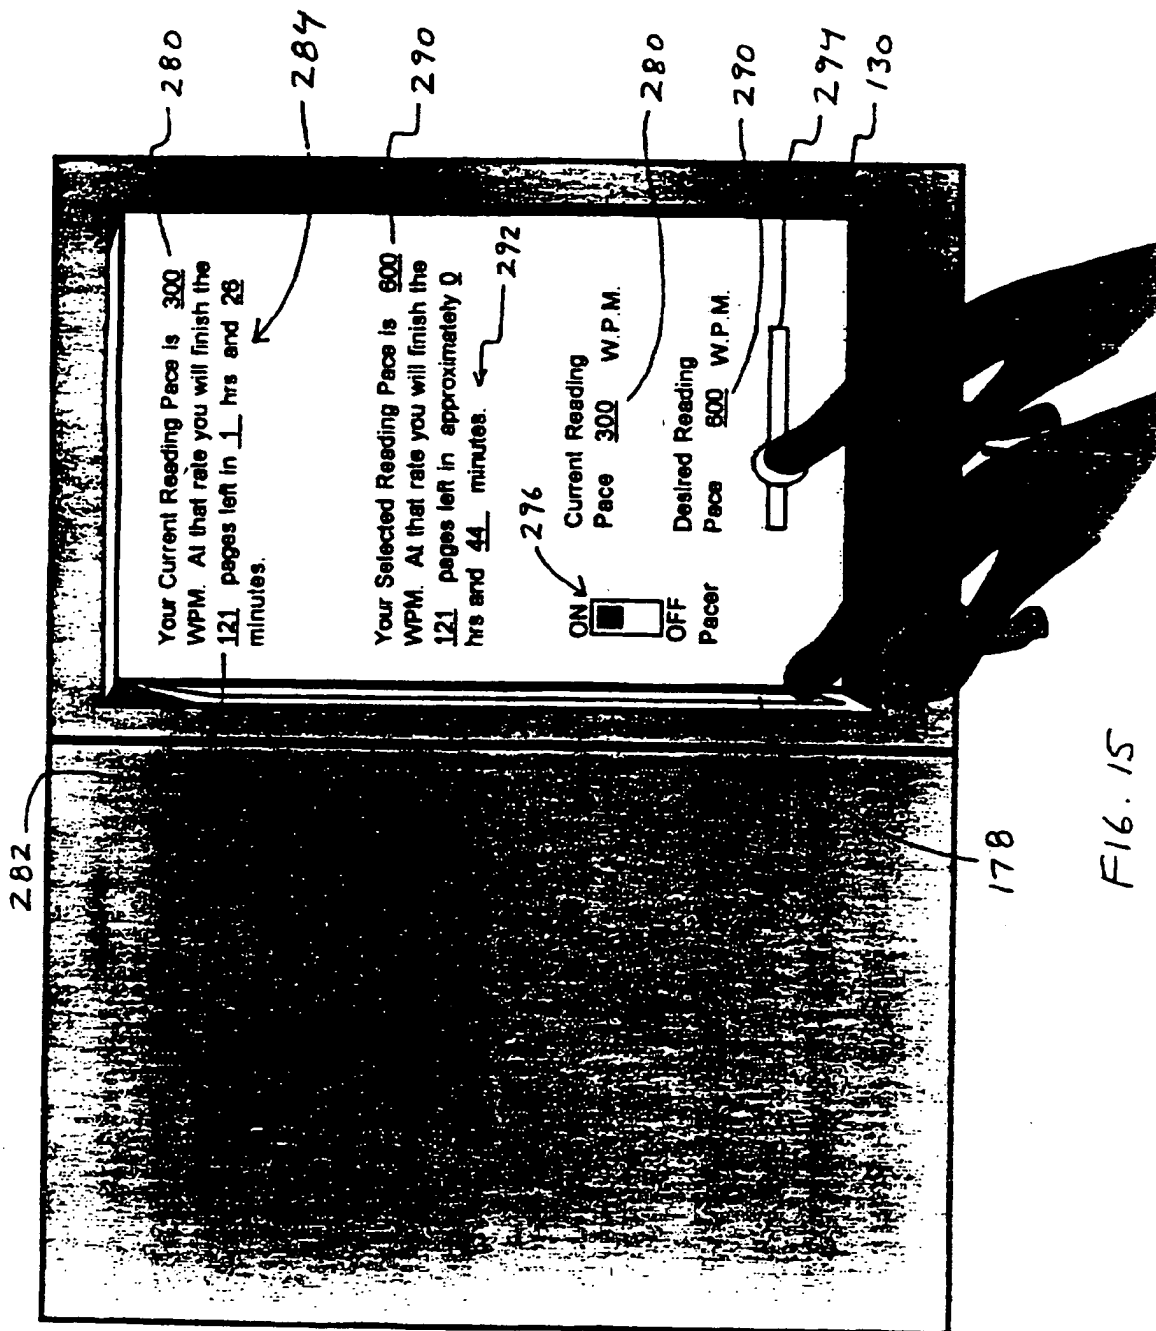 282
Your Current Reading Pace is 300
WPM. At that rate you will finish the
121 pages left in 1 hrs and 26
minutes.
280
284
Your Selected Reading Pace is 600
WPM. At that rate you will finish the
121 pages left in approximately 0
hrs and 44 minutes.
290
292
296
ON
OFF
Pacer
Current Reading
Pace 300 W.P.M.
280
Desired Reading
Pace 600 W.P.M.
290
294
130
178
FIG. 15